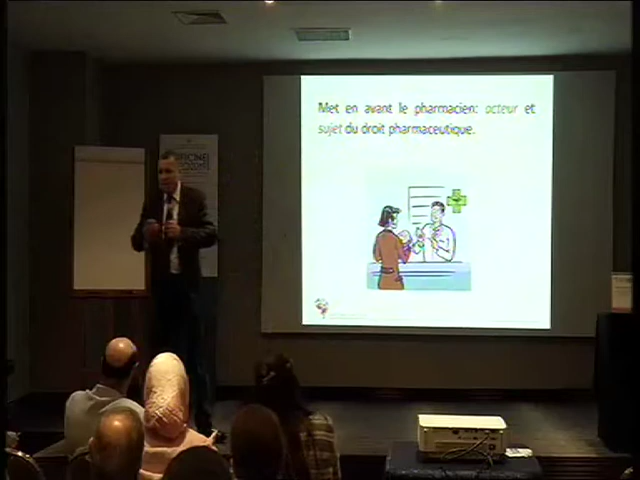 Met en avant le pharmacien: acteur et
sujet du droit pharmaceutique.